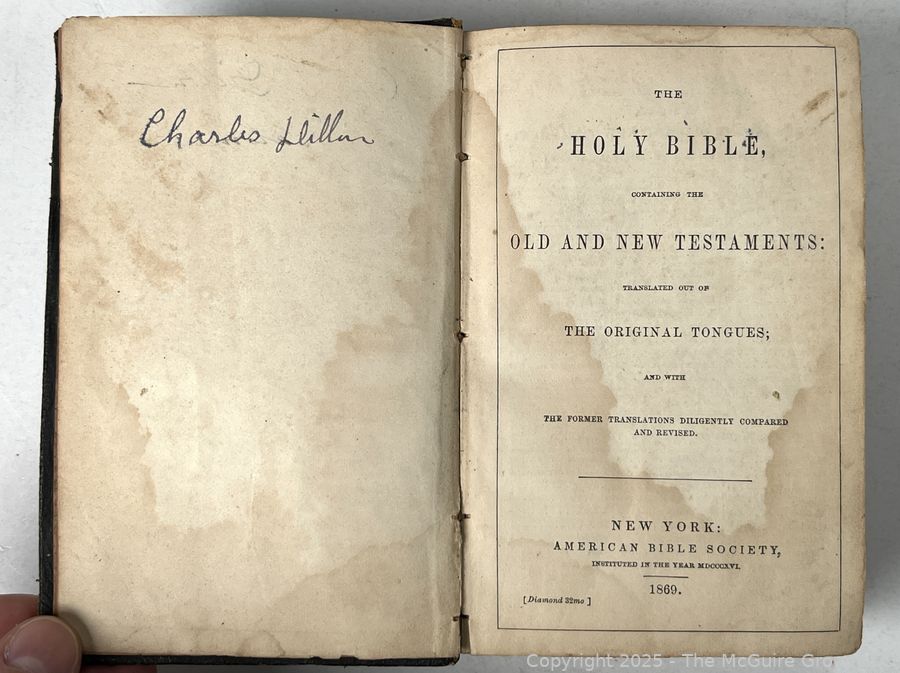 Charles Dillon
THE
HOLY BIBLE,
CONTAINING THE
OLD AND NEW TESTAMENTS:
TRANSLATED OUT OF
THE ORIGINAL TONGUES;
AND WITH
THE FORMER TRANSLATIONS DILIGENTLY COMPARED
AND REVISED.
NEW YORK:
AMERICAN BIBLE SOCIETY,
INSTITUTED IN THE YEAR MDCCCXVI.
1869.
[Diamond 32mo]
Copyright 2025 - The McGuire Gro